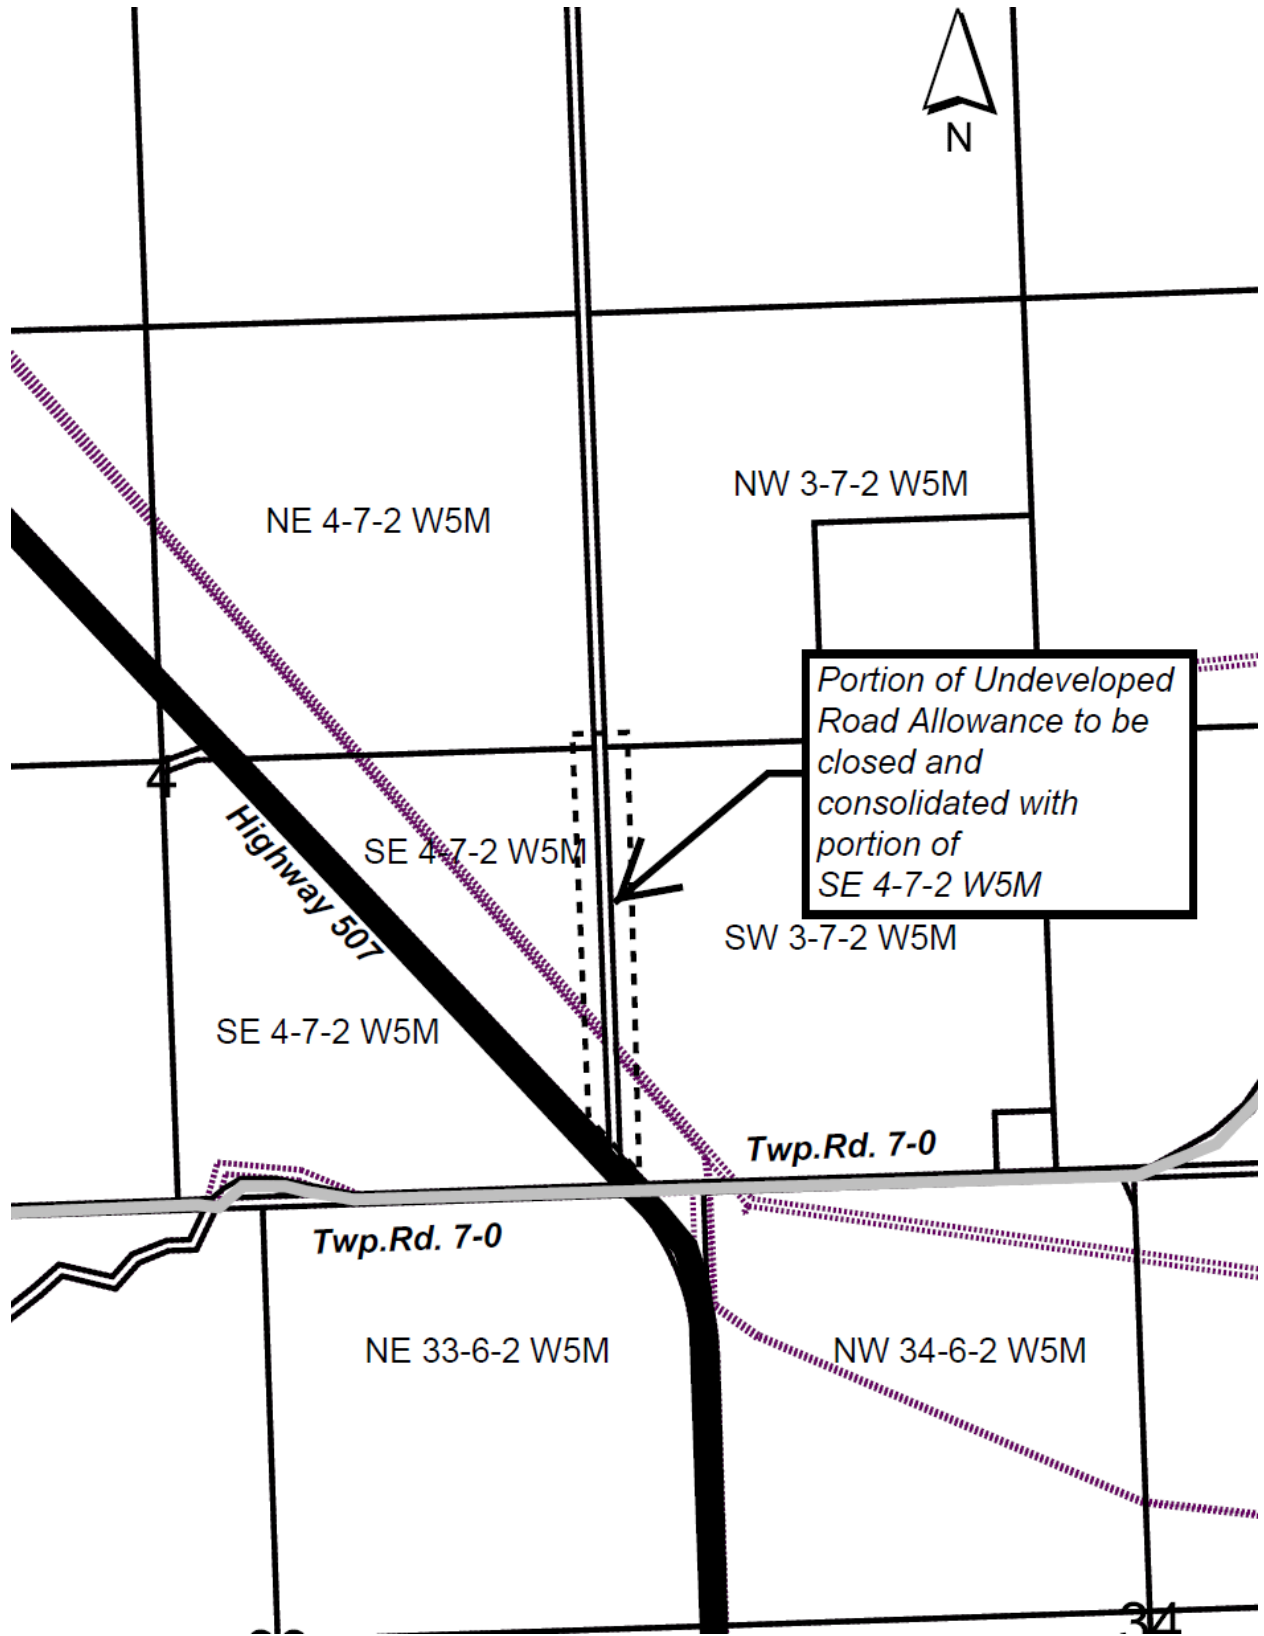 N
NW 3-7-2 W5M
NE 4-7-2 W5M
Portion of Undeveloped
Road Allowance to be
closed and
consolidated with
portion of
SE 4-7-2 W5M
4
Highway 507
SE 4-7-2 W5M
SW 3-7-2 W5M
SE 4-7-2 W5M
Twp.Rd. 7-0
Twp.Rd. 7-0
NE 33-6-2 W5M
NW 34-6-2 W5M
34